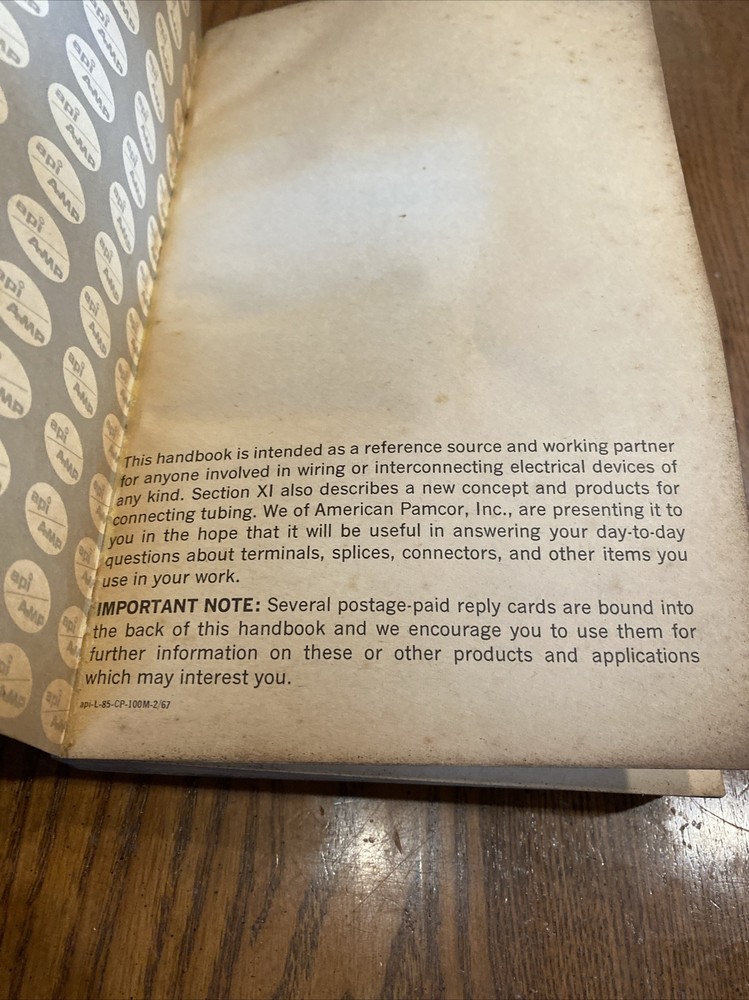 api
AMP
This handbook is intended as a reference source and working partner
for anyone involved in wiring or interconnecting electrical devices of
any kind. Section XI also describes a new concept and products for
connecting tubing. We of American Pamcor, Inc., are presenting it to
you in the hope that it will be useful in answering your day-to-day
questions about terminals, splices, connectors, and other items you
use in your work.
IMPORTANT NOTE: Several postage-paid reply cards are bound into
the back of this handbook and we encourage you to use them for
further information on these or other products and applications
which may interest you.
api-L-85-CP-100M-2/67